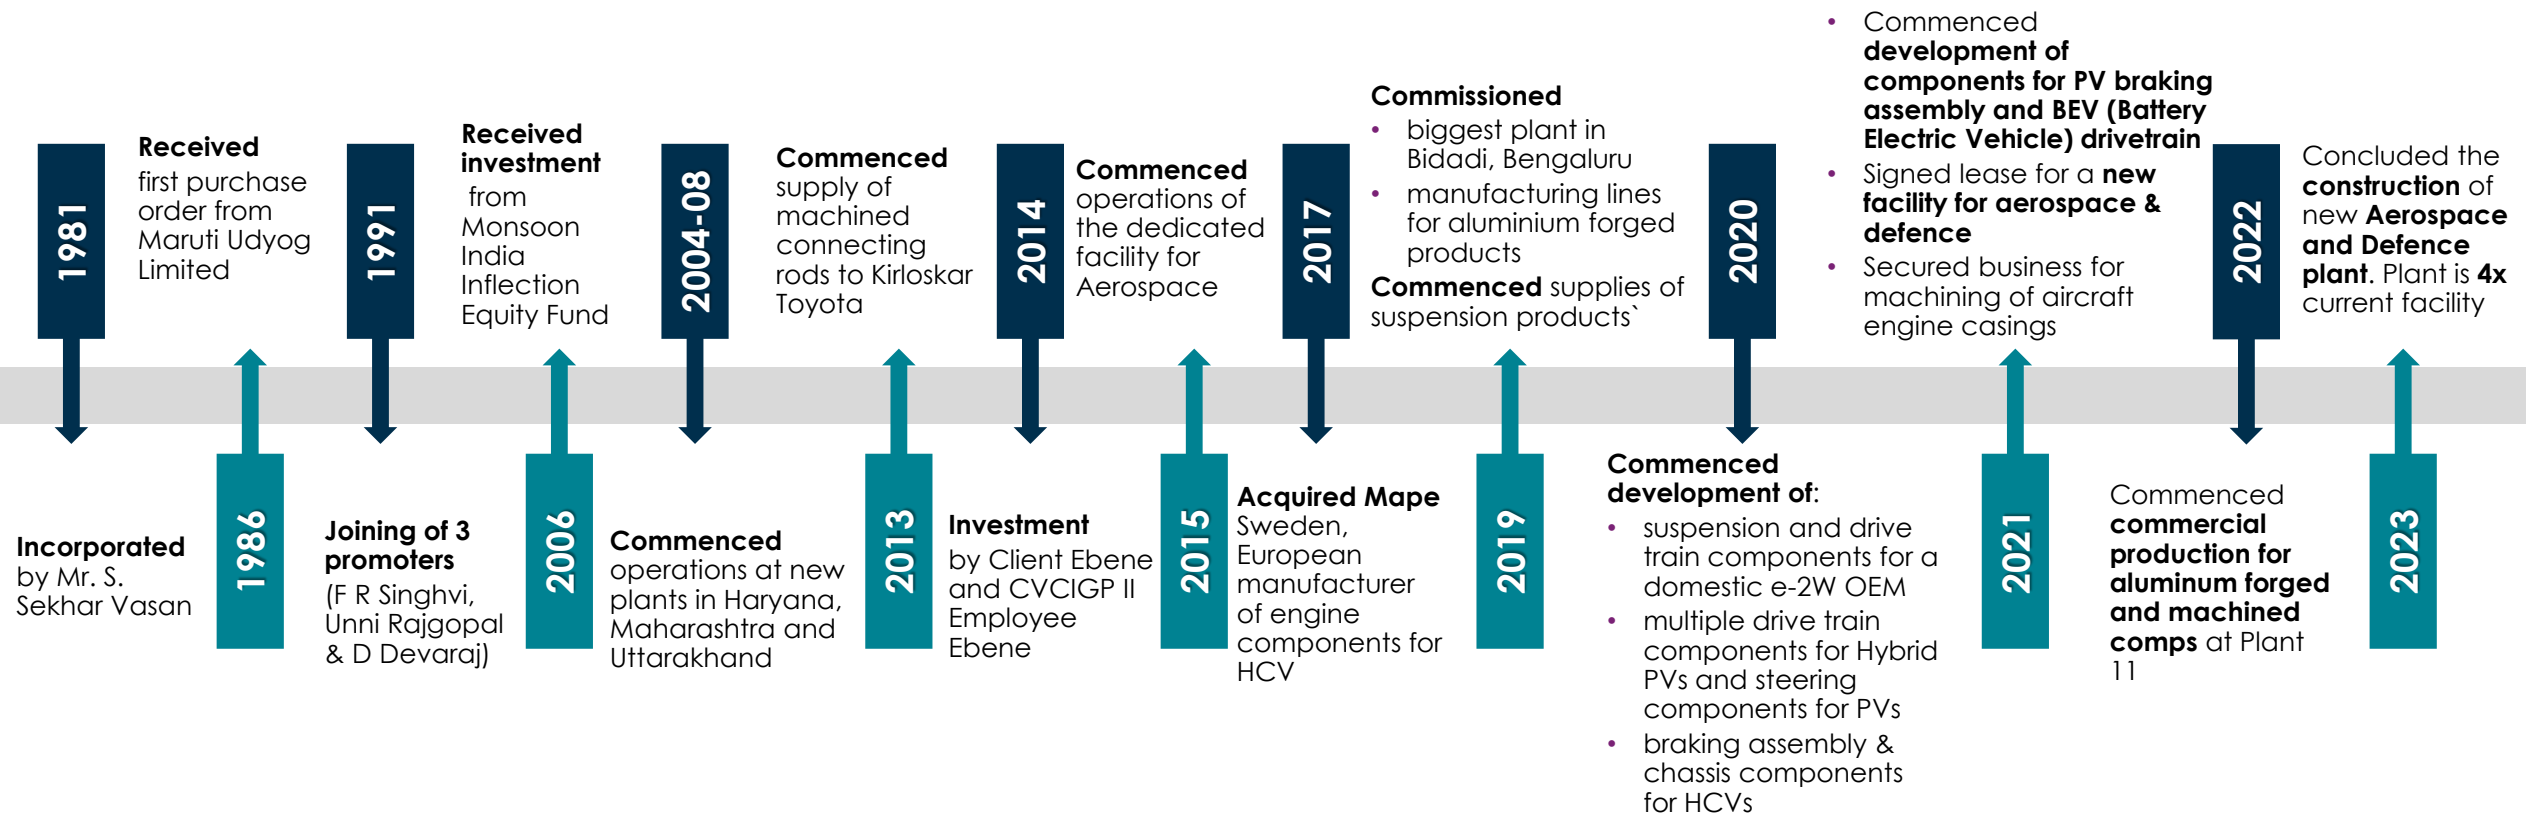 1981
Incorporated
by Mr. S.
Sekhar Vasan
1986
Received
first purchase
order from
Maruti Udyog
Limited
1991
Joining of 3
promoters
(F R Singhvi,
Unni Rajgopal
& D Devaraj)
2006
Received
investment
from
Monsoon
India
Inflection
Equity Fund
2004-08
Commenced
operations at new
plants in Haryana,
Maharashtra and
Uttarakhand
2013
Commenced
supply of
machined
connecting
rods to Kirloskar
Toyota
2014
Investment
by Client Ebene
and CVCIGP II
Employee
Ebene
2015
Commenced
operations of
the dedicated
facility for
Aerospace
2017
Acquired Mape
Sweden,
European
manufacturer
of engine
components for
HCV
2019
Commissioned
• biggest plant in
Bidadi, Bengaluru
• manufacturing lines
for aluminium forged
products
Commenced supplies of
suspension products`
2020
Commenced
development of:
• suspension and drive
train components for a
domestic e-2W OEM
• multiple drive train
components for Hybrid
PVs and steering
components for PVs
• braking assembly &
chassis components
for HCVs
2021
• Commenced
development of
components for PV braking
assembly and BEV (Battery
Electric Vehicle) drivetrain
• Signed lease for a new
facility for aerospace &
defence
• Secured business for
machining of aircraft
engine casings
2022
Commenced
commercial
production for
aluminum forged
and machined
comps at Plant
11
2023
Concluded the
construction of
new Aerospace
and Defence
plant. Plant is 4x
current facility